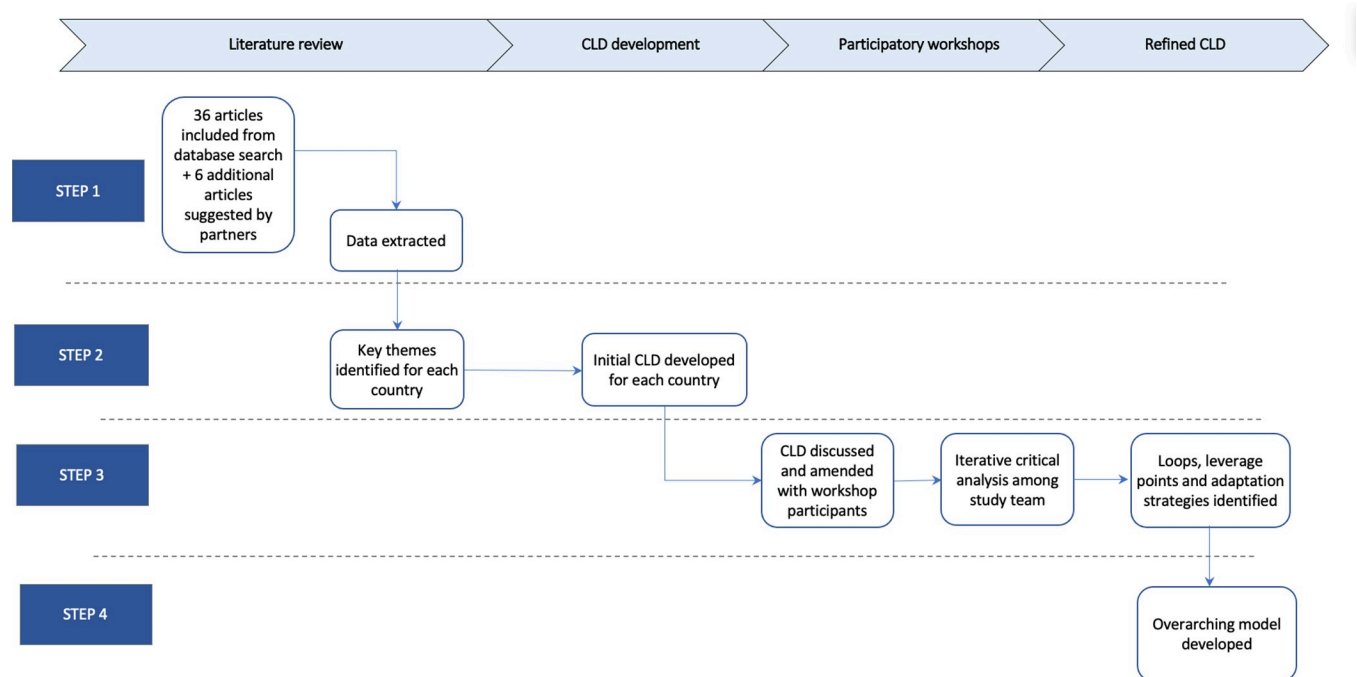 Literature review
CLD development
Participatory workshops
Refined CLD
STEP 1
36 articles
included from
database search
+ 6 additional
articles
suggested by
partners
Data extracted
STEP 2
Key themes
identified for each
country
Initial CLD developed
for each country
STEP 3
CLD discussed
and amended
with workshop
participants
Iterative critical
analysis among
study team
Loops, leverage
points and adaptation
strategies identified
STEP 4
Overarching model
developed